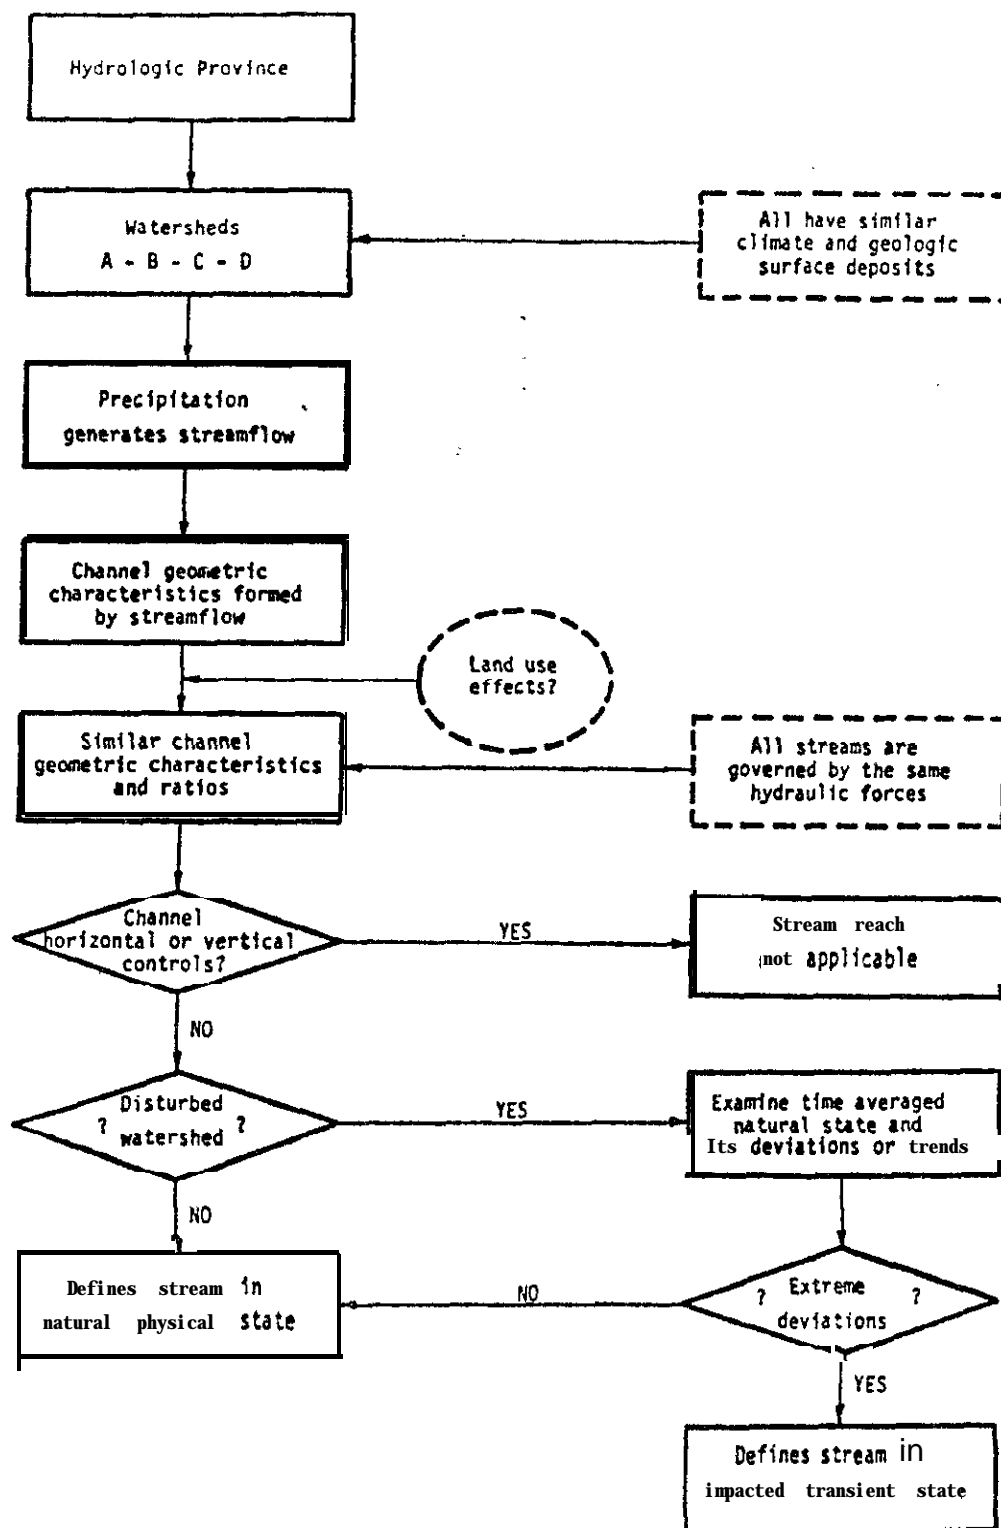 Hydrologic Province
Watersheds
A - B - C - D
All have similar
climate and geologic
surface deposits
Precipitation
generates streamflow
Channel geometric
characteristics formed
by streamflow
Land use
effects?
Similar channel
geometric characteristics
and ratios
All streams are
governed by the same
hydraulic forces
Channel
horizontal or vertical
controls?
YES
Stream reach
not applicable
NO
? Disturbed ?
watershed
YES
Examine time averaged
natural state and
Its deviations or trends
NO
Defines stream in
natural physical state
NO
? Extreme ?
deviations
YES
Defines stream in
impacted transient state